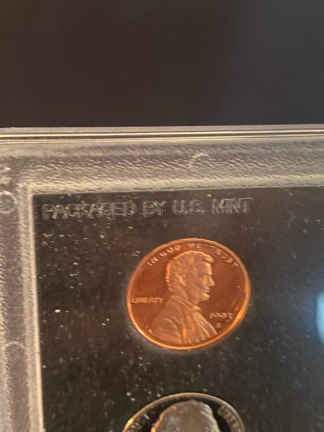 PACKAGED BY U.S. MINT
IN GOD WE TRUST
LIBERTY